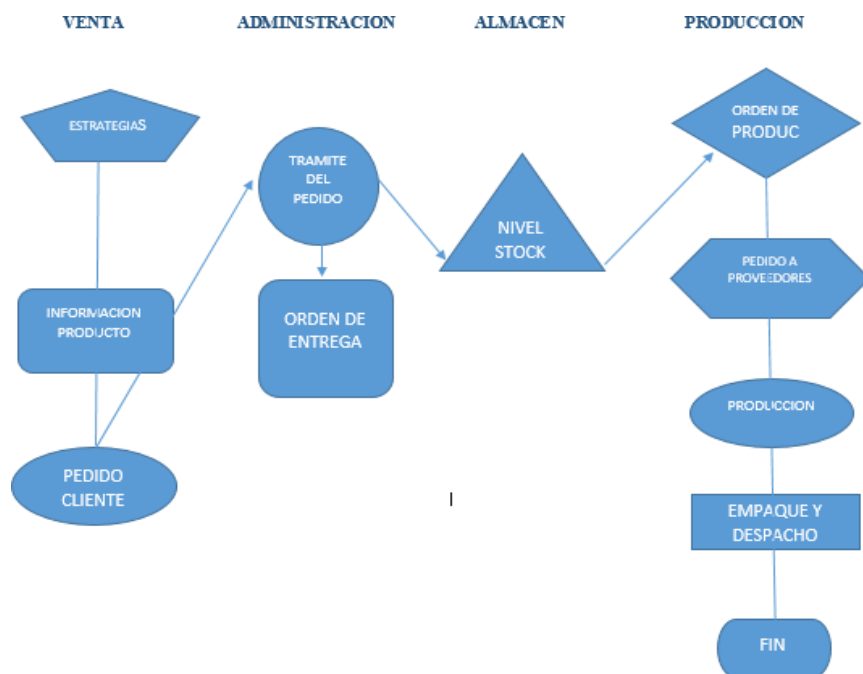 VENTA
ADMINISTRACION
ALMACEN
PRODUCCION
ESTRATEGIAS
INFORMACION
PRODUCTO
PEDIDO
CLIENTE
TRAMITE
DEL
PEDIDO
ORDEN DE
ENTREGA
NIVEL
STOCK
ORDEN DE
PRODUC
PEDIDO A
PROVEEDORES
PRODUCCION
EMPAQUE Y
DESPACHO
FIN